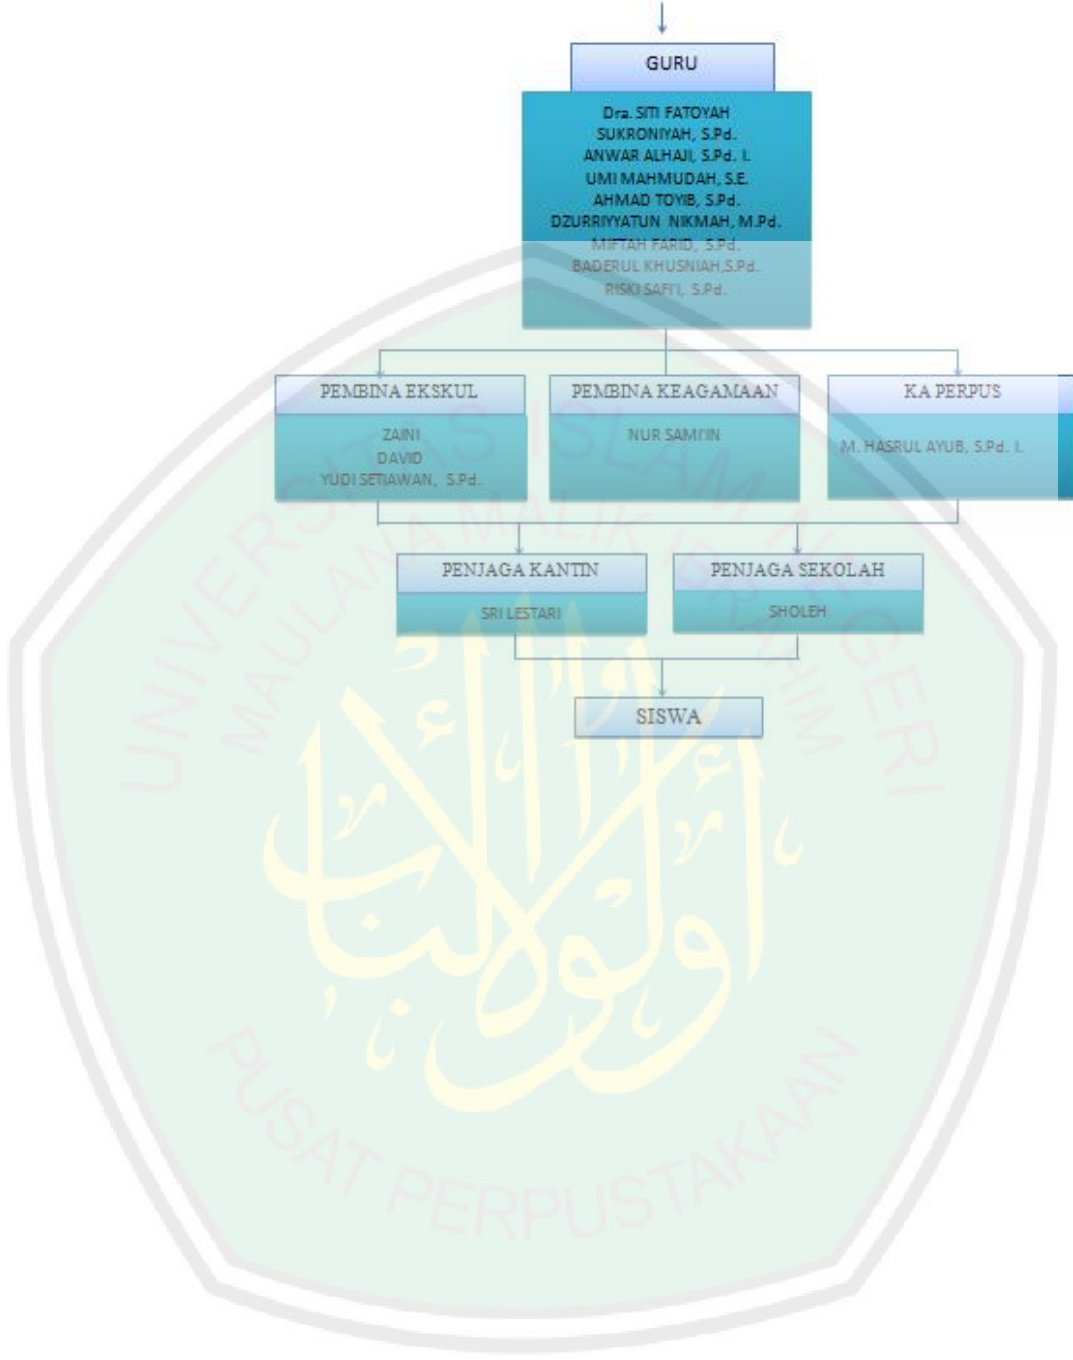 GURU
Dra. SITI FATOYAH
SUKRONIYAH, S.Pd.
ANWAR ALHAJI, S.Pd. I.
UMI MAHMUDAH, S.E.
AHMAD TOYIB, S.Pd.
DZURRIYYATUN NIKMAH, M.Pd.
MIFTAH FARID, S.Pd.
BADERUL KHUSNIAH,S.Pd.
RISKI SAFI'I, S.Pd.
PEMBINA EKSKUL
ZAINI
DAVID
YUDI SETIAWAN, S.Pd.
PEMBINA KEAGAMAAN
NUR SAMI'IN
KA PERPUS
M. HASRUL AYUB, S.Pd. I.
PENJAGA KANTIN
SRI LESTARI
PENJAGA SEKOLAH
SHOLEH
SISWA
UNIVERSITAS ISLAM NEGERI
MAULANA MALIK IBRAHIM
أولوا الألباب
PUSAT PERPUSTAKAAN